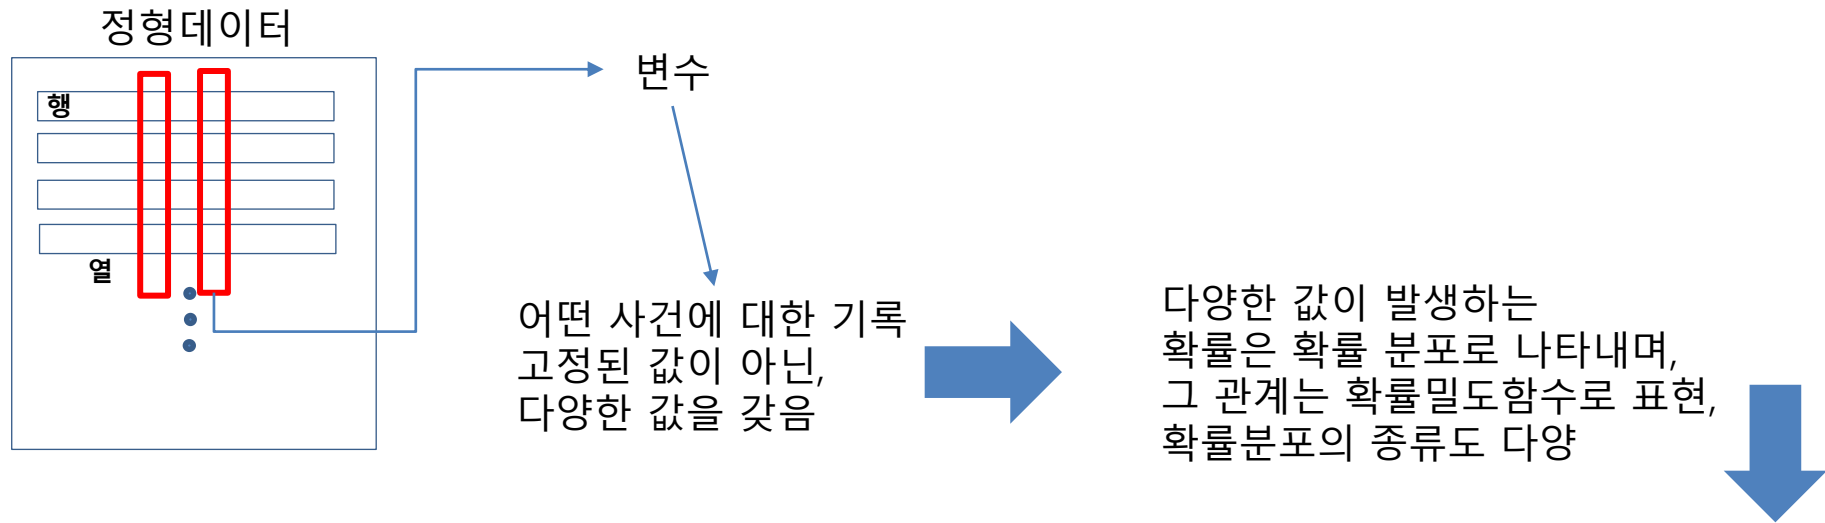 정형데이터
행
열
변수
어떤 사건에 대한 기록
고정된 값이 아닌,
다양한 값을 갖음
다양한 값이 발생하는
확률은 확률 분포로 나타내며,
그 관계는 확률밀도함수로 표현,
확률분포의 종류도 다양